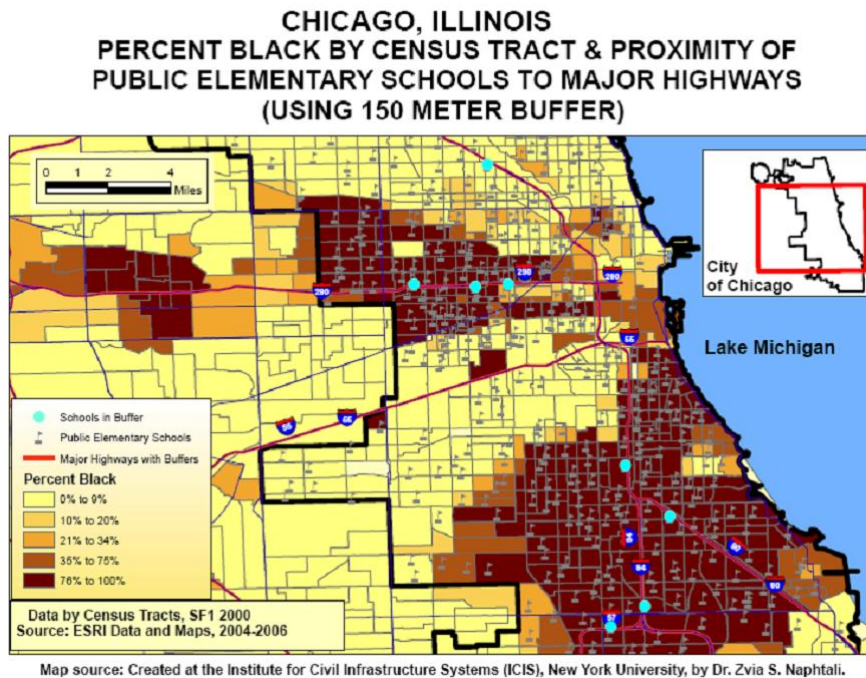 CHICAGO, ILLINOIS
PERCENT BLACK BY CENSUS TRACT & PROXIMITY OF
PUBLIC ELEMENTARY SCHOOLS TO MAJOR HIGHWAYS
(USING 150 METER BUFFER)
0 1 2 4
Miles
City
of Chicago
290
290
290
55
Lake Michigan
55
55
Schools in Buffer
Public Elementary Schools
Major Highways with Buffers
Percent Black
0% to 9%
10% to 20%
21% to 34%
35% to 75%
76% to 100%
94
90
94
90
57
Data by Census Tracts, SF1 2000
Source: ESRI Data and Maps, 2004-2006
Map source: Created at the Institute for Civil Infrastructure Systems (ICIS), New York University, by Dr. Zvia S. Naphtali.